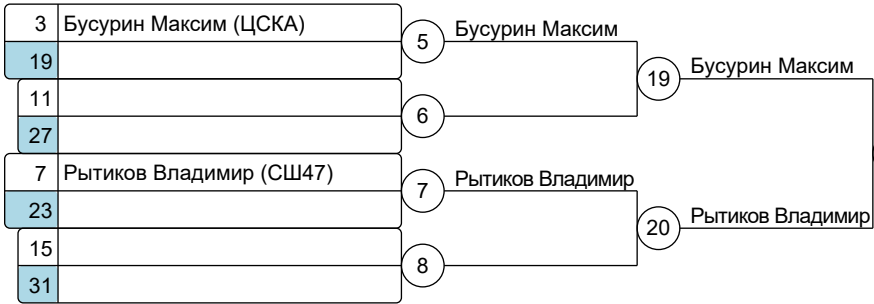 3 Бусурин Максим (ЦСКА)
19
5 Бусурин Максим
11
27
6
19 Бусурин Максим
7 Рытиков Владимир (СШ47)
23
7 Рытиков Владимир
15
31
8
20 Рытиков Владимир